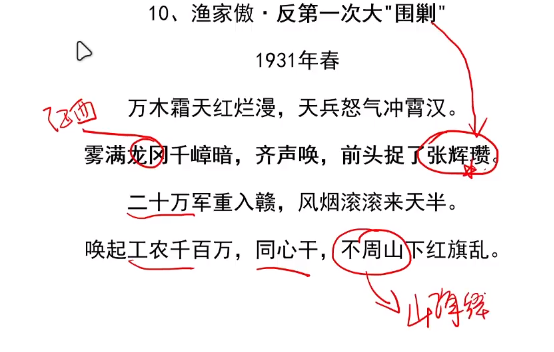 10、渔家傲·反第一次大"围剿"
1931年春
万木霜天红烂漫，天兵怒气冲霄汉。
江西
雾满龙冈千嶂暗，齐声唤，前头捉了张辉瓒。
二十万军重入赣，风烟滚滚来天半。
唤起工农千百万，同心干，不周山下红旗乱。